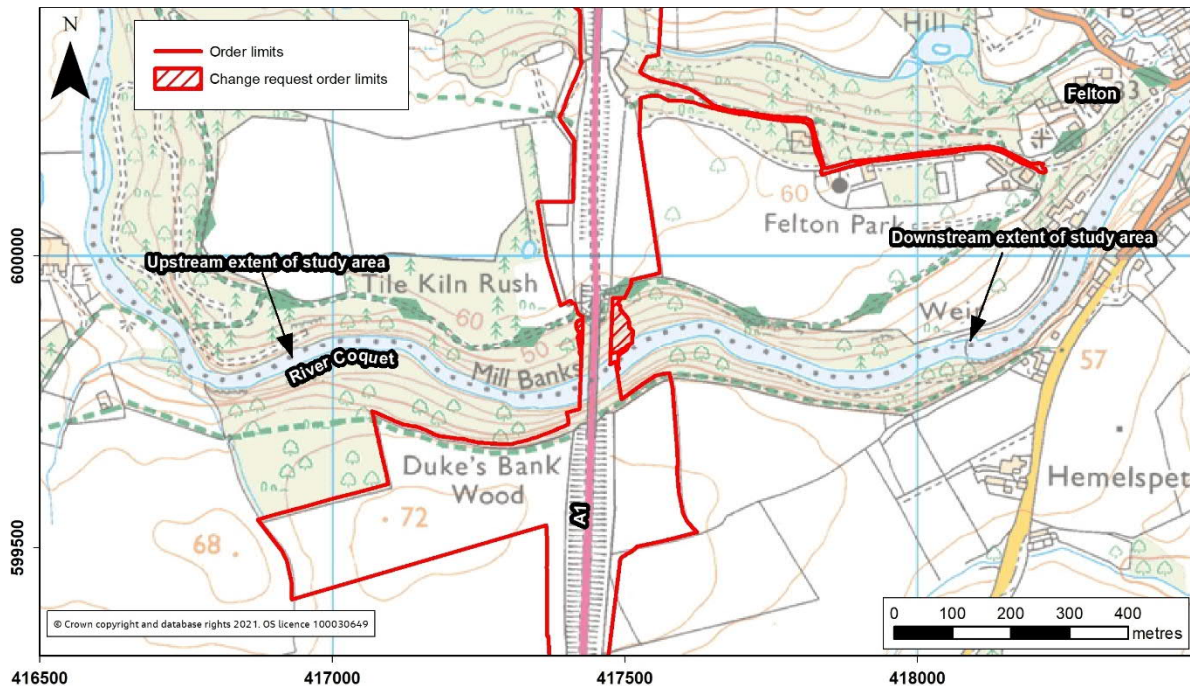 N
Order limits
Change request order limits
Hill
Felton
60
Felton Park
600000
Upstream extent of study area
Downstream extent of study area
Tile Kiln Rush
60
50
Weir
River Coquet
Mill Banks
57
Duke's Bank
Wood
Hemelspet
A1
72
68
599500
0 100 200 300 400
metres
© Crown copyright and database rights 2021. OS licence 100030649
416500 417000 417500 418000